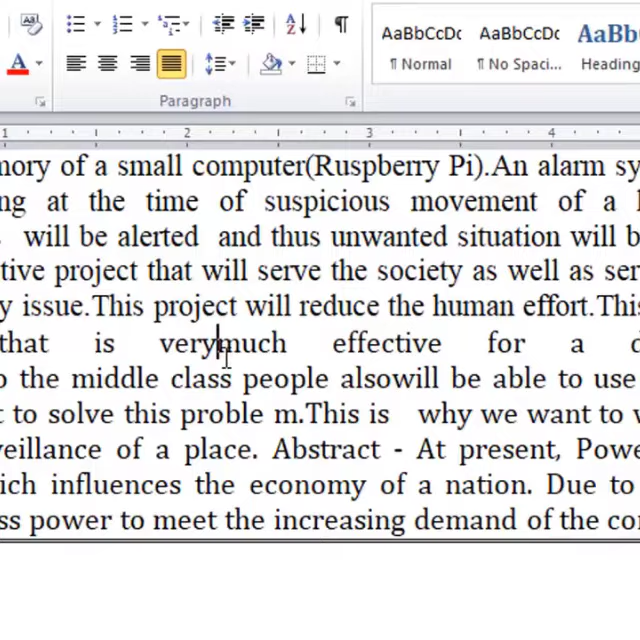 AaBbCcDc AaBbCcDc AaBbC
¶ Normal ¶ No Spaci... Heading
Paragraph
1 2 3 4
mory of a small computer(Ruspberry Pi).An alarm sy
ng at the time of suspicious movement of a
will be alerted and thus unwanted situation will b
tive project that will serve the society as well as ser
y issue.This project will reduce the human effort.This
that is verymuch effective for a d
o the middle class people alsowill be able to use
t to solve this proble m.This is why we want to
veillance of a place. Abstract - At present, Powe
ich influences the economy of a nation. Due to
ss power to meet the increasing demand of the co